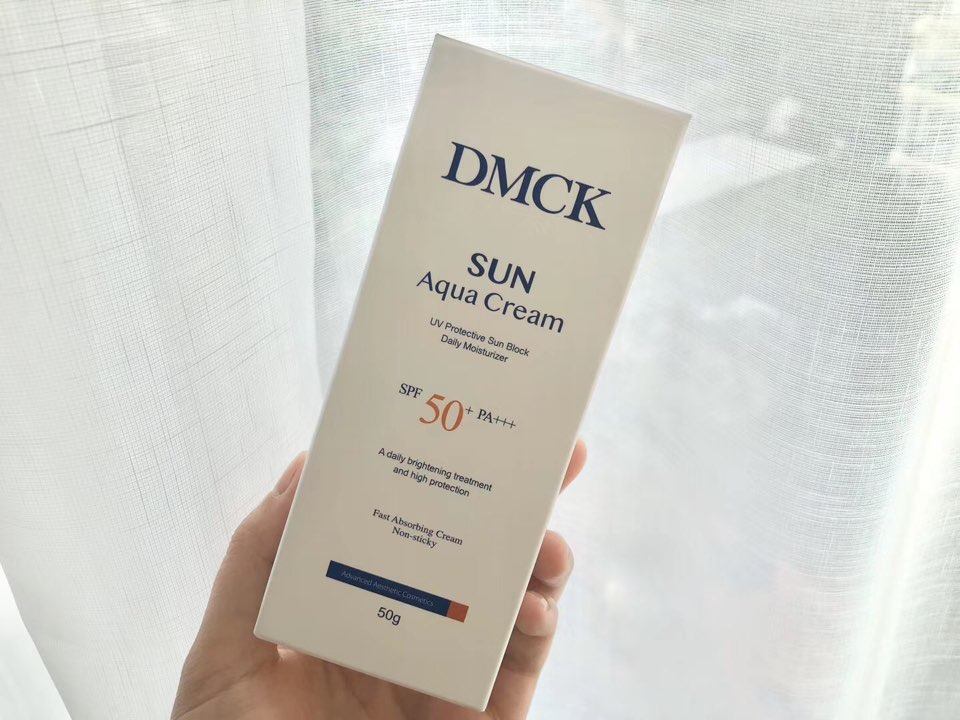 DMCK
SUN
Aqua Cream
UV Protective Sun Block
Daily Moisturizer
SPF 50+ PA+++
A daily brightening treatment
and high protection
Fast Absorbing Cream
Non-sticky
Advanced Aesthetic Cosmetics
50g